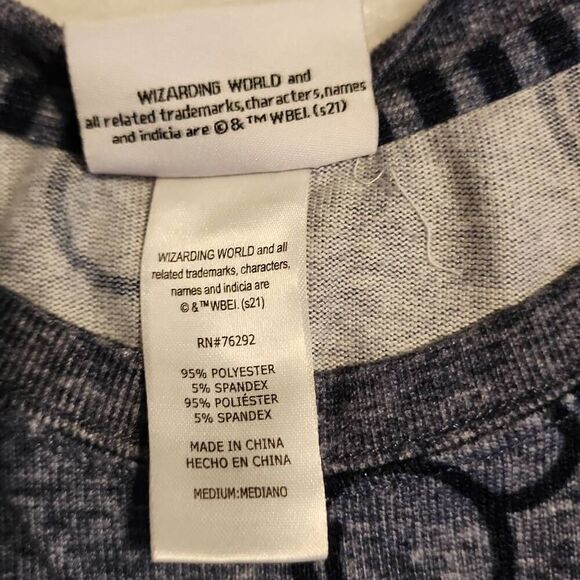 WIZARDING WORLD and
all related trademarks,characters,names
and indicia are © & ™ WBEI. (s21)
WIZARDING WORLD and all
related trademarks, characters,
names and indicia are
© & ™ WBEI. (s21)
RN#76292
95% POLYESTER
5% SPANDEX
95% POLIÉSTER
5% SPANDEX
MADE IN CHINA
HECHO EN CHINA
MEDIUM:MEDIANO